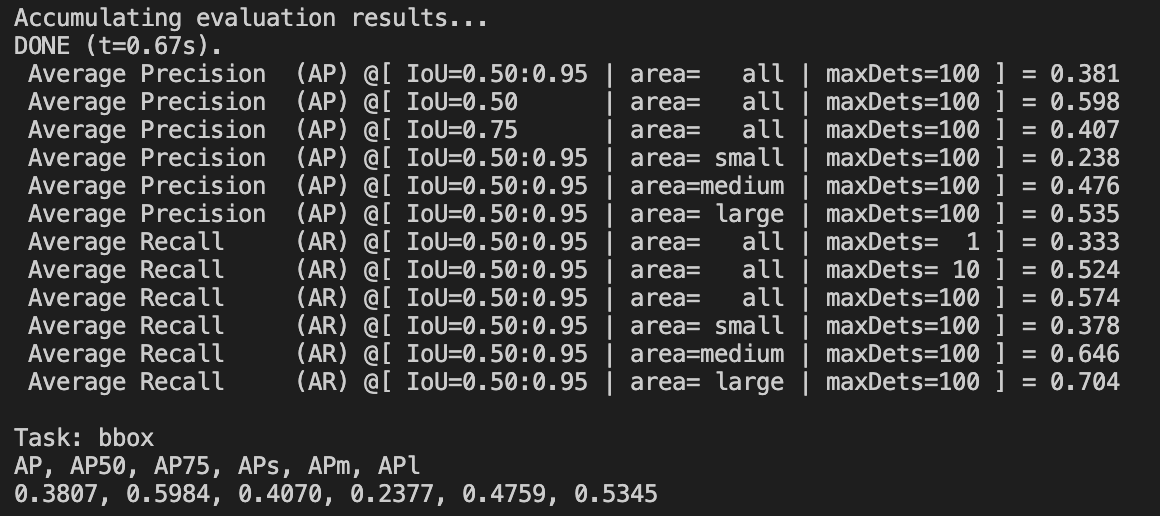 Accumulating evaluation results...
DONE (t=0.67s).
 Average Precision  (AP) @[ IoU=0.50:0.95 | area=   all | maxDets=100 ] = 0.381
 Average Precision  (AP) @[ IoU=0.50      | area=   all | maxDets=100 ] = 0.598
 Average Precision  (AP) @[ IoU=0.75      | area=   all | maxDets=100 ] = 0.407
 Average Precision  (AP) @[ IoU=0.50:0.95 | area= small | maxDets=100 ] = 0.238
 Average Precision  (AP) @[ IoU=0.50:0.95 | area=medium | maxDets=100 ] = 0.476
 Average Precision  (AP) @[ IoU=0.50:0.95 | area= large | maxDets=100 ] = 0.535
 Average Recall     (AR) @[ IoU=0.50:0.95 | area=   all | maxDets=  1 ] = 0.333
 Average Recall     (AR) @[ IoU=0.50:0.95 | area=   all | maxDets= 10 ] = 0.524
 Average Recall     (AR) @[ IoU=0.50:0.95 | area=   all | maxDets=100 ] = 0.574
 Average Recall     (AR) @[ IoU=0.50:0.95 | area= small | maxDets=100 ] = 0.378
 Average Recall     (AR) @[ IoU=0.50:0.95 | area=medium | maxDets=100 ] = 0.646
 Average Recall     (AR) @[ IoU=0.50:0.95 | area= large | maxDets=100 ] = 0.704

Task: bbox
AP, AP50, AP75, APs, APm, APl
0.3807, 0.5984, 0.4070, 0.2377, 0.4759, 0.5345